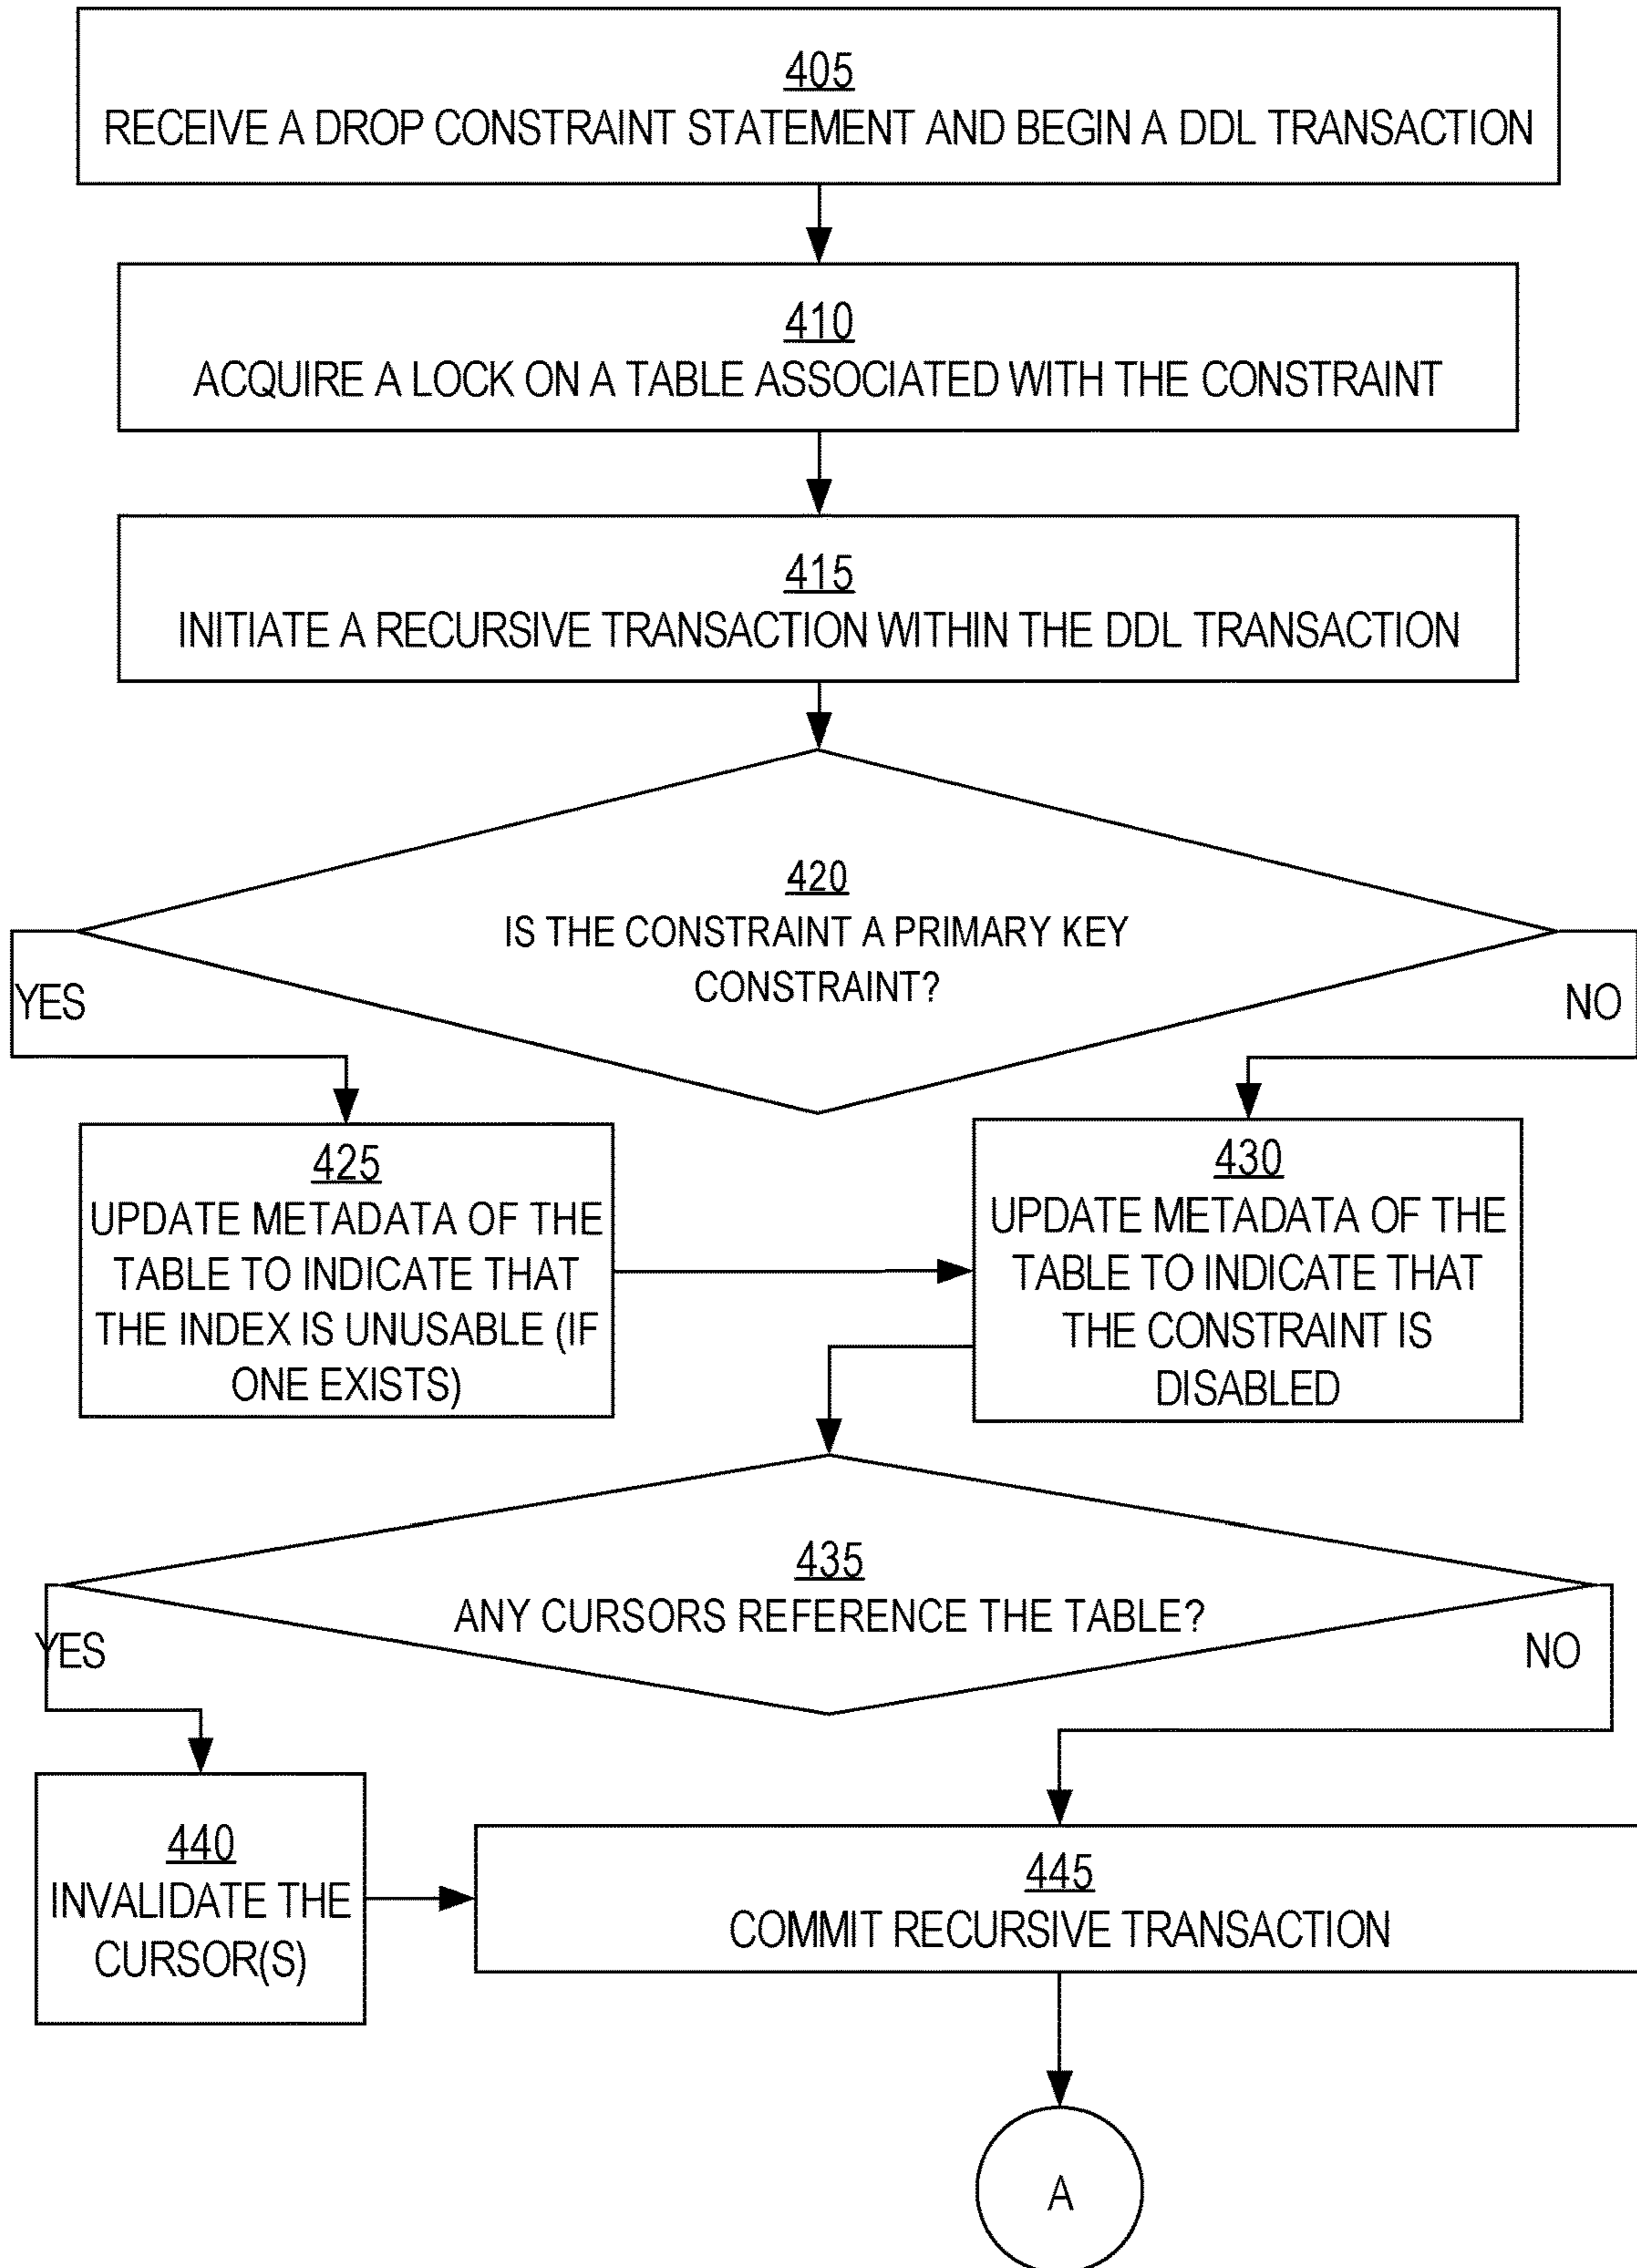 405
RECEIVE A DROP CONSTRAINT STATEMENT AND BEGIN A DDL TRANSACTION
410
ACQUIRE A LOCK ON A TABLE ASSOCIATED WITH THE CONSTRAINT
415
INITIATE A RECURSIVE TRANSACTION WITHIN THE DDL TRANSACTION
420
IS THE CONSTRAINT A PRIMARY KEY
CONSTRAINT?
YES
NO
425
UPDATE METADATA OF THE
TABLE TO INDICATE THAT
THE INDEX IS UNUSABLE (IF
ONE EXISTS)
430
UPDATE METADATA OF THE
TABLE TO INDICATE THAT
THE CONSTRAINT IS
DISABLED
435
ANY CURSORS REFERENCE THE TABLE?
YES
NO
440
INVALIDATE THE
CURSOR(S)
445
COMMIT RECURSIVE TRANSACTION
A